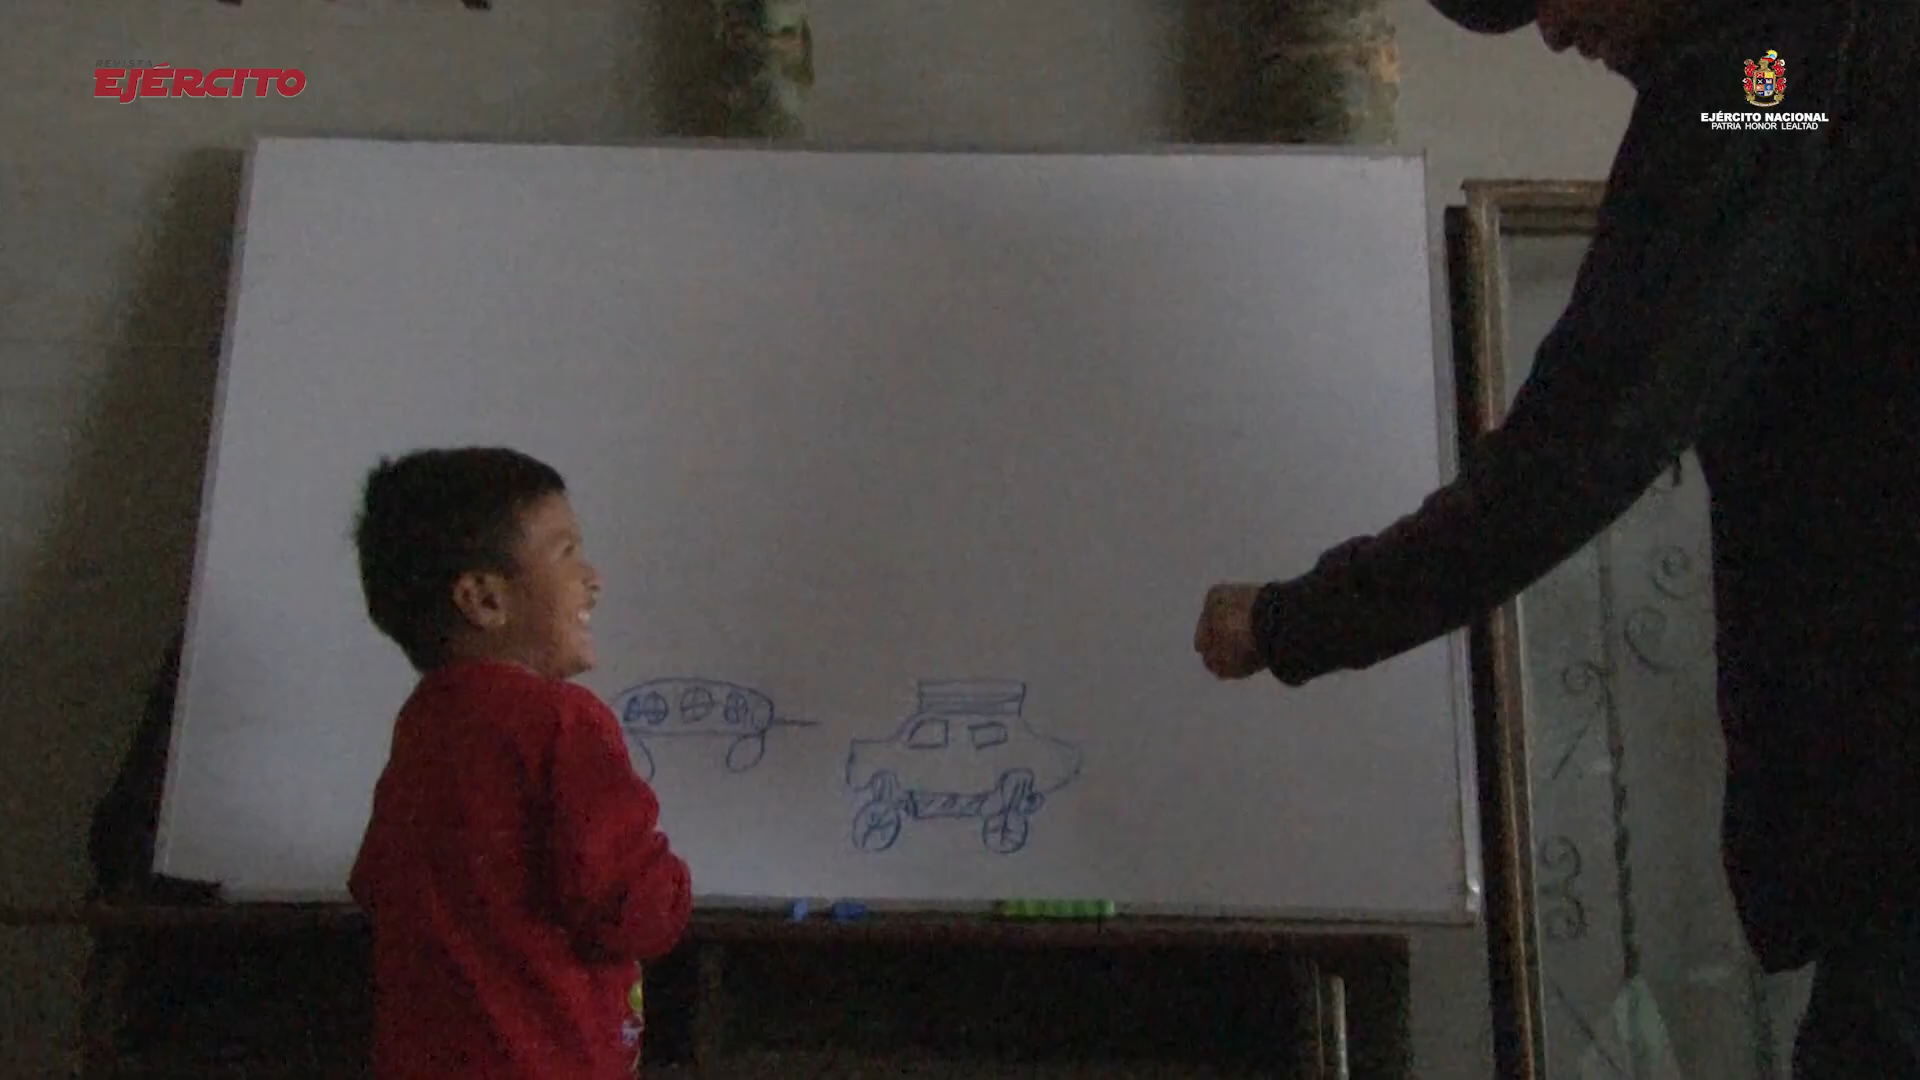 REVISTA
EJÉRCITO
EJÉRCITO NACIONAL
PATRIA HONOR LEALTAD